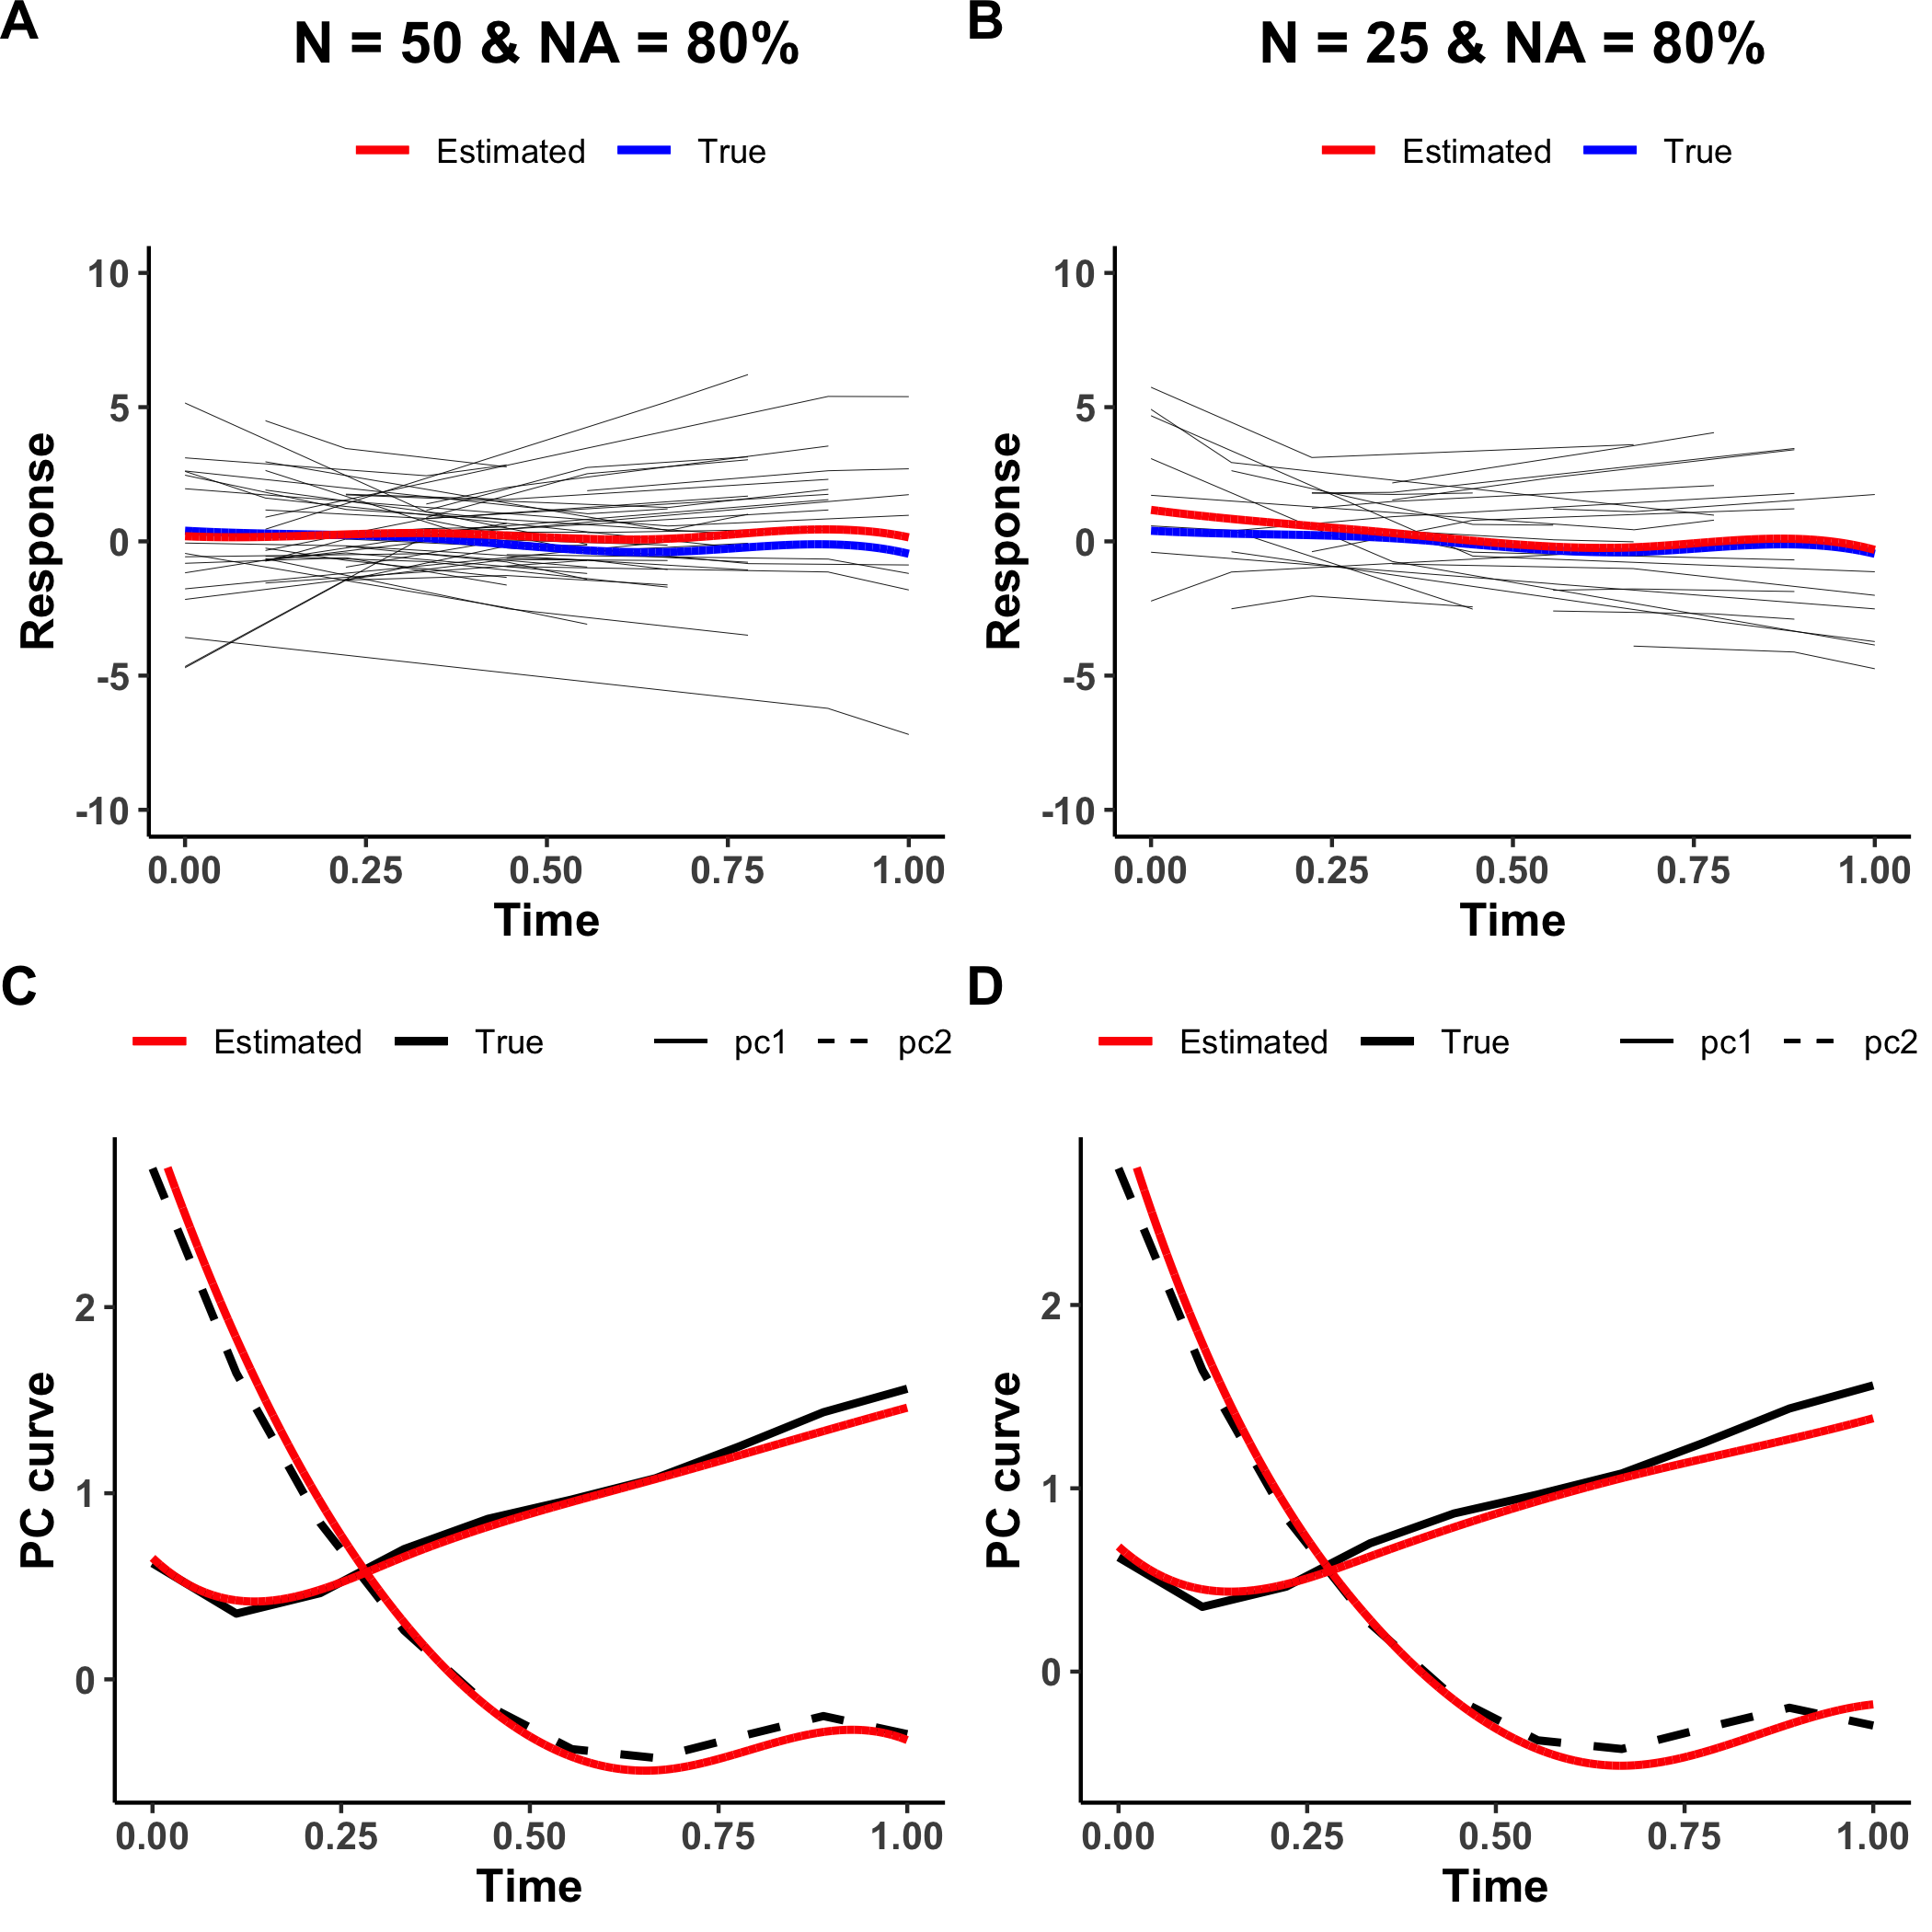 A
N = 50 & NA = 80%
Estimated True
10
5
0
-5
-10
Response
0.00 0.25 0.50 0.75 1.00
Time
B
N = 25 & NA = 80%
Estimated True
10
5
0
-5
-10
Response
0.00 0.25 0.50 0.75 1.00
Time
C
Estimated True pc1 pc2
2
1
0
PC curve
0.00 0.25 0.50 0.75 1.00
Time
D
Estimated True pc1 pc2
2
1
0
PC curve
0.00 0.25 0.50 0.75 1.00
Time